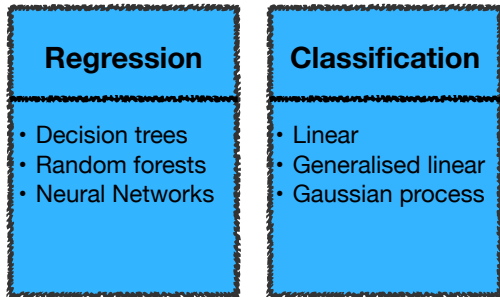 Regression
• Decision trees
• Random forests
• Neural Networks
Classification
• Linear
• Generalised linear
• Gaussian process